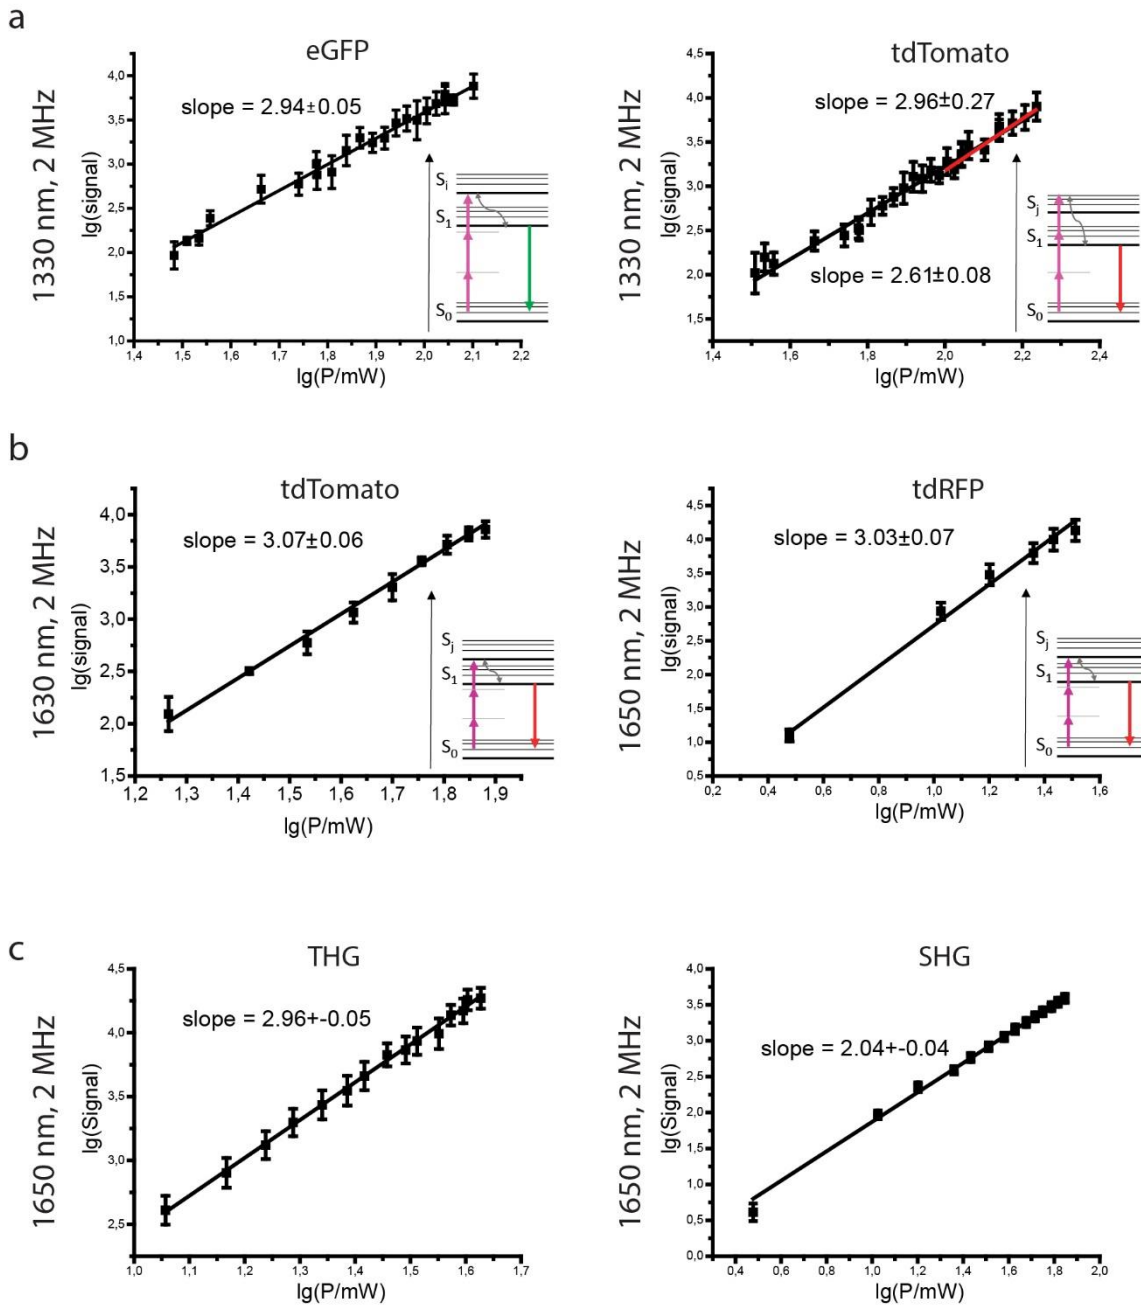 a
eGFP
1330 nm, 2 MHz
lg(signal)
4,0
3,5
3,0
2,5
2,0
1,5
1,0
slope = 2.94±0.05
S_i
S_1
S_0
1,4 1,5 1,6 1,7 1,8 1,9 2,0 2,1 2,2
lg(P/mW)
tdTomato
1330 nm, 2 MHz
lg(signal)
4,5
4,0
3,5
3,0
2,5
2,0
1,5
slope = 2.96±0.27
slope = 2.61±0.08
S_j
S_1
S_0
1,4 1,6 1,8 2,0 2,2 2,4
lg(P/mW)
b
tdTomato
1630 nm, 2 MHz
lg(signal)
4,0
3,5
3,0
2,5
2,0
1,5
slope = 3.07±0.06
S_j
S_1
S_0
1,2 1,3 1,4 1,5 1,6 1,7 1,8 1,9
lg(P/mW)
tdRFP
1650 nm, 2 MHz
lg(signal)
4,5
4,0
3,5
3,0
2,5
2,0
1,5
1,0
0,5
slope = 3.03±0.07
S_j
S_1
S_0
0,2 0,4 0,6 0,8 1,0 1,2 1,4 1,6
lg(P/mW)
c
THG
1650 nm, 2 MHz
lg(Signal)
4,5
4,0
3,5
3,0
2,5
slope = 2.96+-0.05
1,0 1,1 1,2 1,3 1,4 1,5 1,6 1,7
lg(P/mW)
SHG
1650 nm, 2 MHz
lg(Signal)
4,0
3,5
3,0
2,5
2,0
1,5
1,0
0,5
0,0
slope = 2.04+-0.04
0,4 0,6 0,8 1,0 1,2 1,4 1,6 1,8 2,0
lg(P/mW)